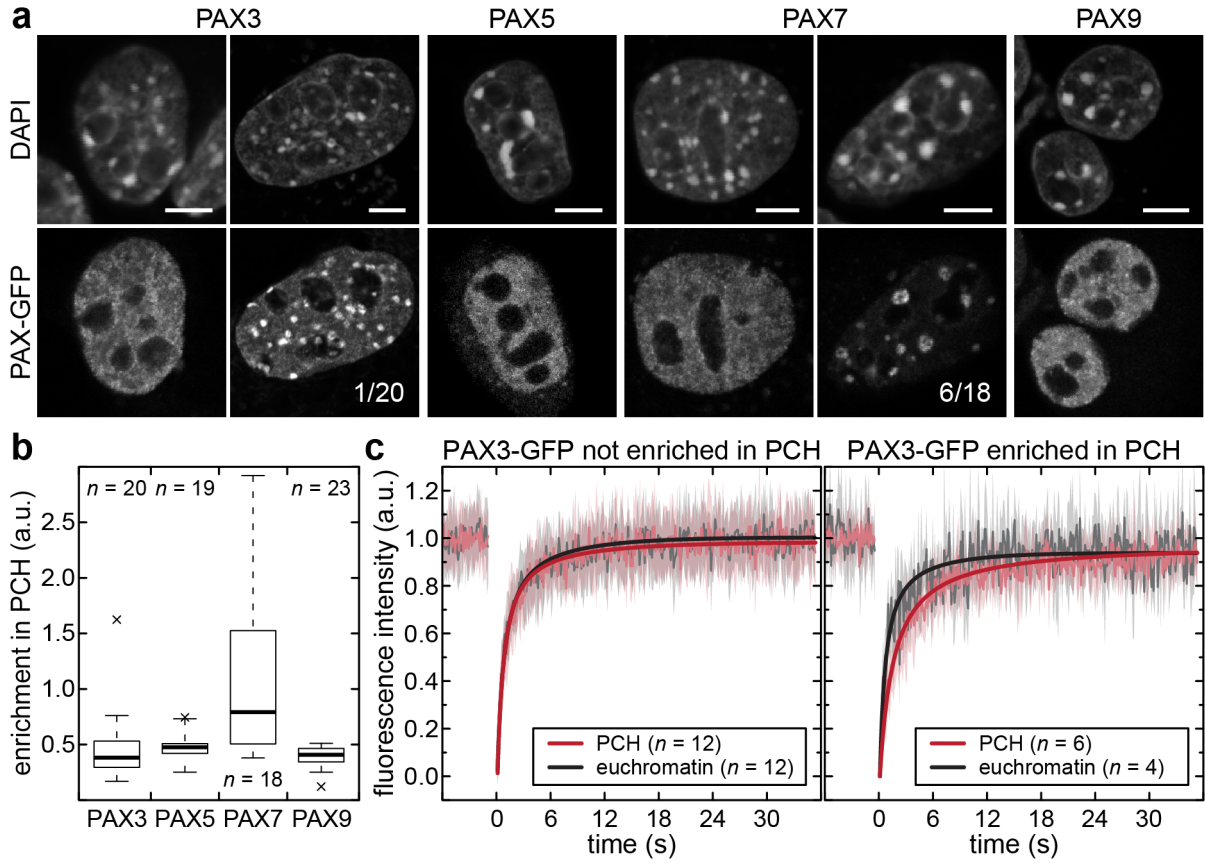 a
PAX3 PAX5 PAX7 PAX9
DAPI
PAX-GFP
1/20 6/18
b
enrichment in PCH (a.u.)
n = 20 n = 19 n = 23
2.5
2.0
1.5
1.0
0.5
n = 18
PAX3 PAX5 PAX7 PAX9
c
PAX3-GFP not enriched in PCH PAX3-GFP enriched in PCH
fluorescence intensity (a.u.)
1.2
1.0
0.8
0.6
0.4
0.2
0.0
PCH (n = 12)
euchromatin (n = 12)
PCH (n = 6)
euchromatin (n = 4)
0 6 12 18 24 30 0 6 12 18 24 30
time (s) time (s)